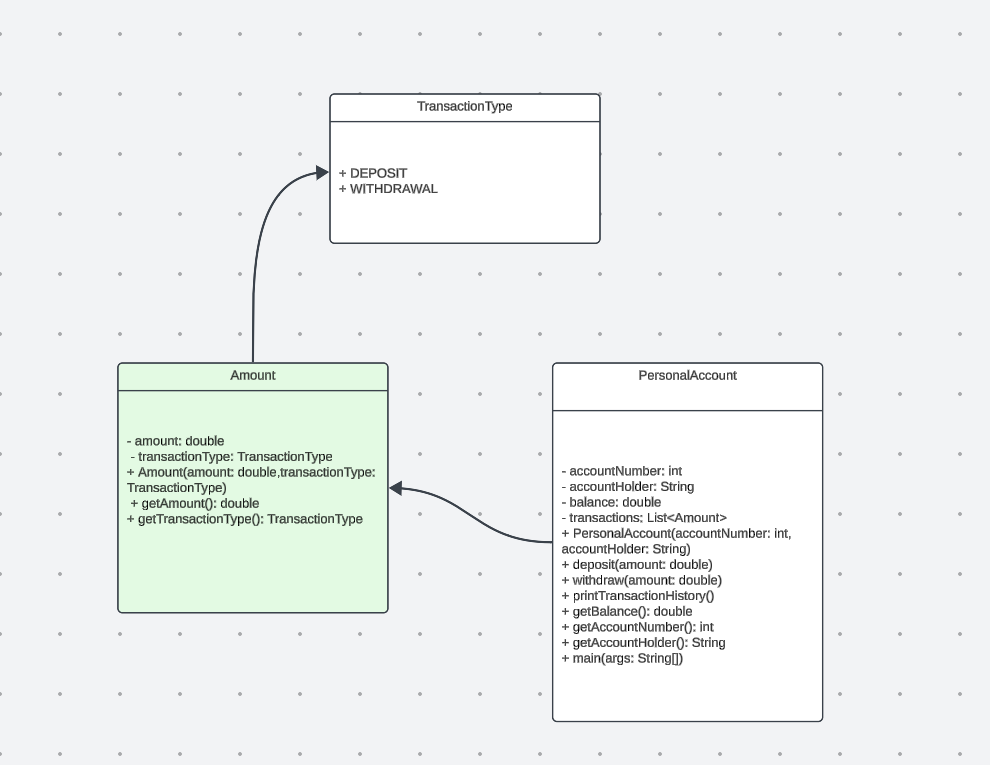 TransactionType
+ DEPOSIT
+ WITHDRAWAL
Amount
- amount: double
- transactionType: TransactionType
+ Amount(amount: double,transactionType:
TransactionType)
+ getAmount(): double
+ getTransactionType(): TransactionType
PersonalAccount
- accountNumber: int
- accountHolder: String
- balance: double
- transactions: List<Amount>
+ PersonalAccount(accountNumber: int,
accountHolder: String)
+ deposit(amount: double)
+ withdraw(amount: double)
+ printTransactionHistory()
+ getBalance(): double
+ getAccountNumber(): int
+ getAccountHolder(): String
+ main(args: String[])